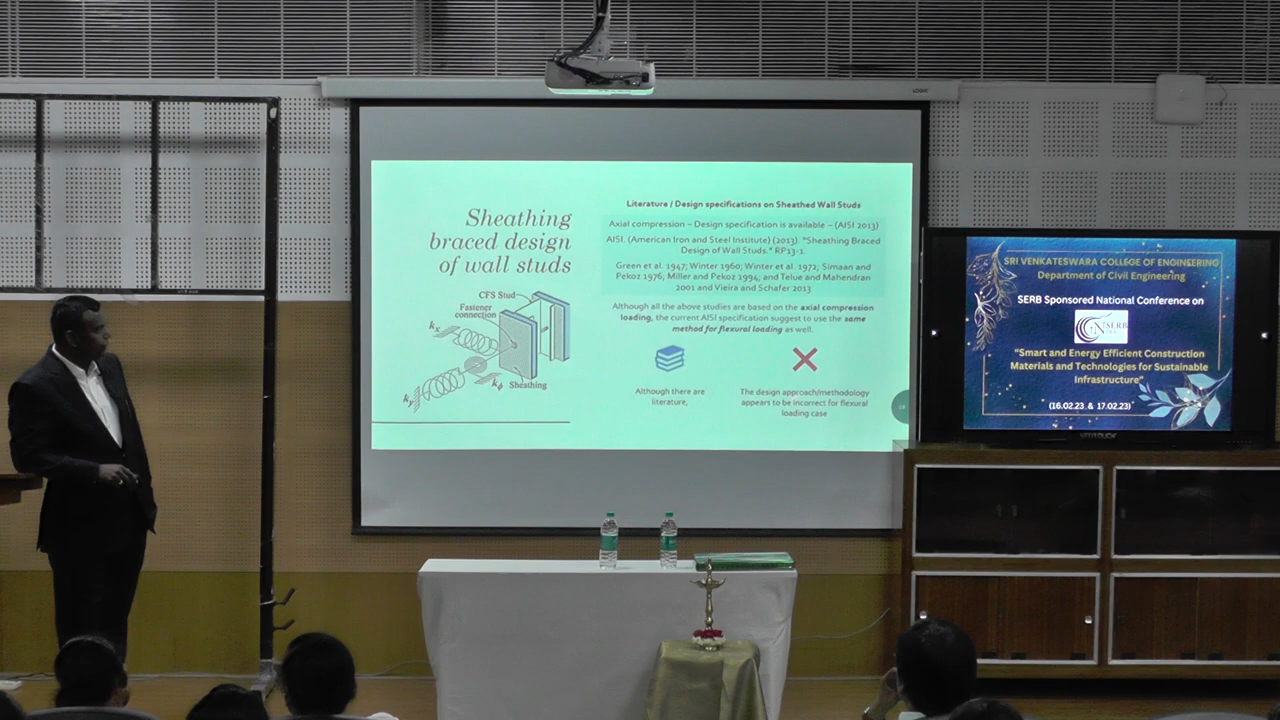 LOGIC
Sheathing
braced design
of wall studs
CFS Stud
Fastener
connection
kx
kϕ
Sheathing
ky
Literature / Design specifications on Sheathed Wall Studs
Axial compression – Design specification is available – (AISI 2013)
AISI. (American Iron and Steel Institute) (2013). "Sheathing Braced
Design of Wall Studs." RP13-1.
Green et al. 1947; Winter 1960; Winter et al. 1972; Simaan and
Pekoz 1976; Miller and Pekoz 1994, and Telue and Mahendran
2001 and Vieira and Schafer 2013
Although all the above studies are based on the axial compression
loading, the current AISI specification suggest to use the same
method for flexural loading as well.
Although there are
literature,
The design approach/methodology
appears to be incorrect for flexural
loading case
SRI VENKATESWARA COLLEGE OF ENGINEERING
Department of Civil Engineering
SERB Sponsored National Conference on
SERB
"Smart and Energy Efficient Construction
Materials and Technologies for Sustainable
Infrastructure"
(16.02.23 & 17.02.23)